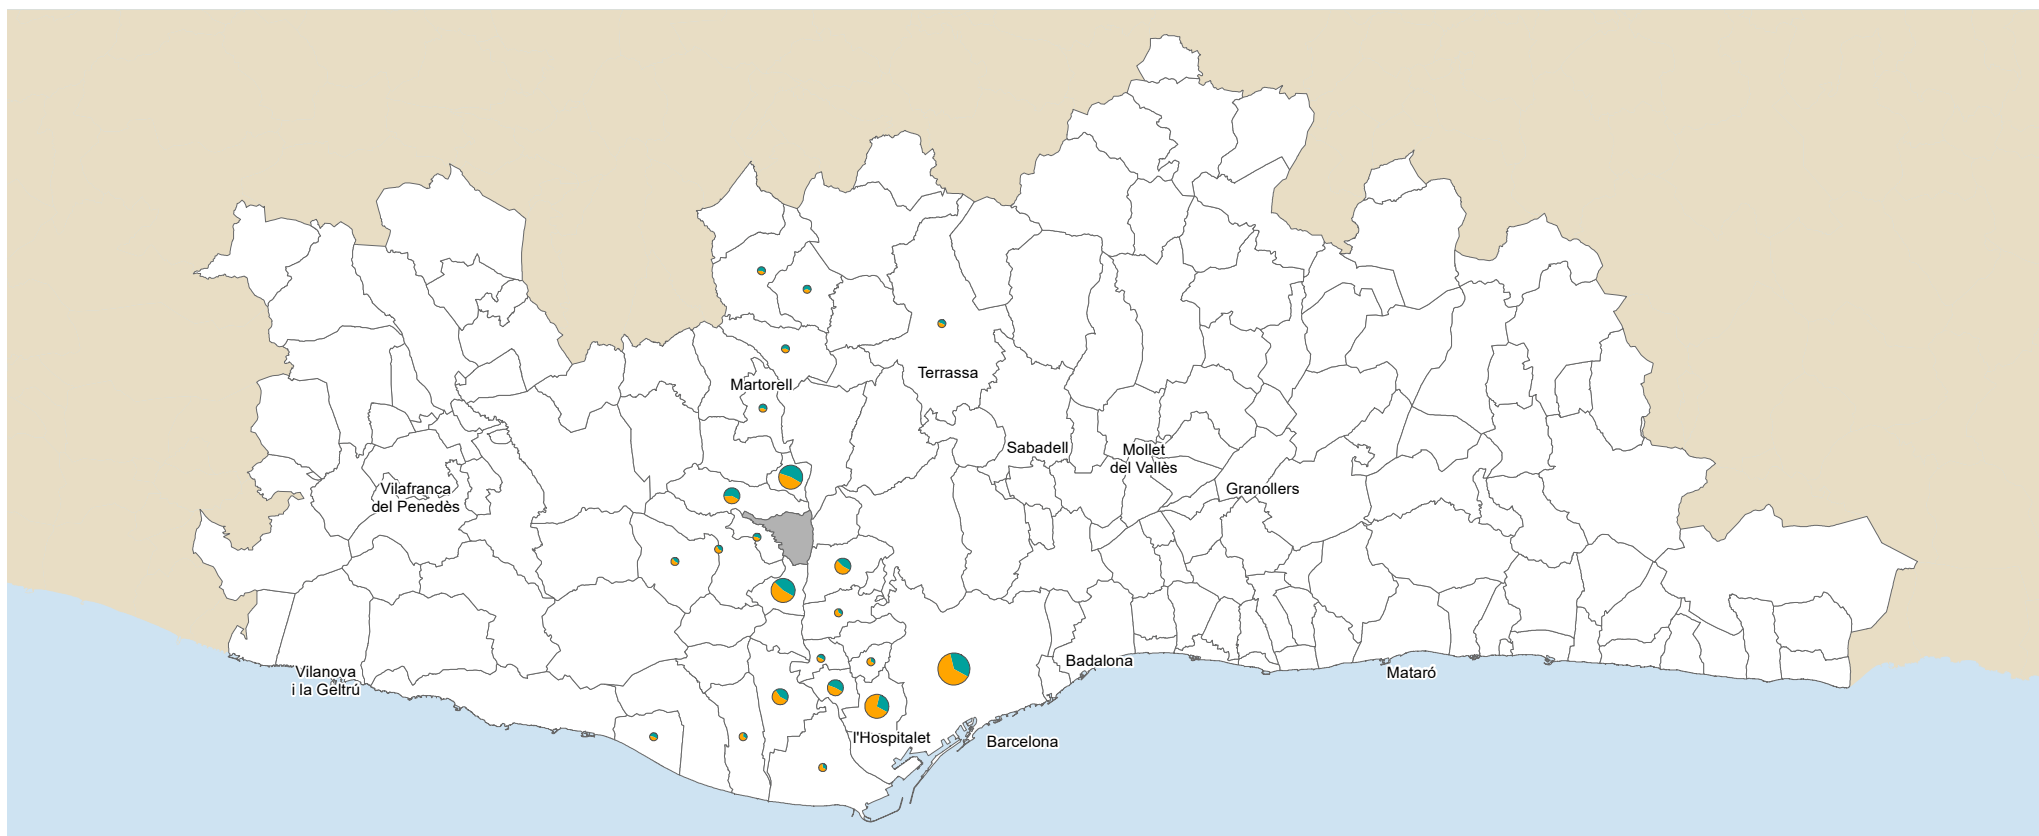 Martorell
Terrassa
Sabadell
Mollet
del Vallès
Vilafranca
del Penedès
Granollers
Vilanova
i la Geltrú
Badalona
Mataró
l'Hospitalet
Barcelona